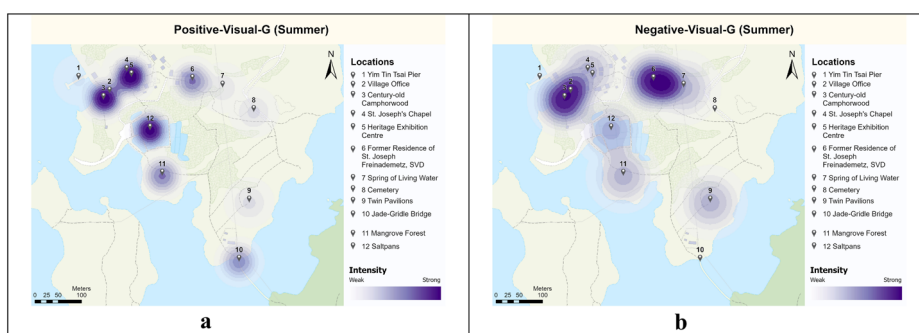 Positive-Visual-G (Summer)
N
1
2
3
4
5
6
7
8
9
10
11
12
Locations
1 Yim Tin Tsai Pier
2 Village Office
3 Century-old
Camphorwood
4 St. Joseph's Chapel
5 Heritage Exhibition
Centre
6 Former Residence of
St. Joseph
Freinademetz, SVD
7 Spring of Living Water
8 Cemetery
9 Twin Pavilions
10 Jade-Gridle Bridge
11 Mangrove Forest
12 Saltpans
Intensity
Weak Strong
Meters
0 25 50 100
a
Negative-Visual-G (Summer)
N
1
2
3
4
5
6
7
8
9
10
11
12
Locations
1 Yim Tin Tsai Pier
2 Village Office
3 Century-old
Camphorwood
4 St. Joseph's Chapel
5 Heritage Exhibition
Centre
6 Former Residence of
St. Joseph
Freinademetz, SVD
7 Spring of Living Water
8 Cemetery
9 Twin Pavilions
10 Jade-Gridle Bridge
11 Mangrove Forest
12 Saltpans
Intensity
Weak Strong
Meters
0 25 50 100
b